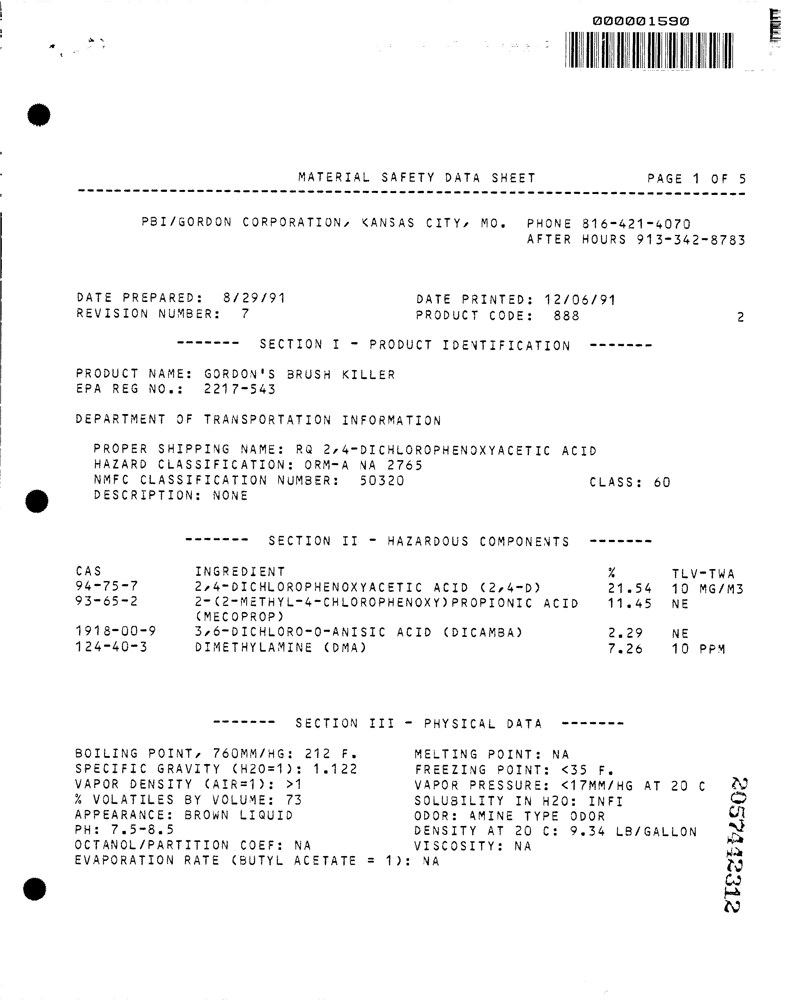 000001590
MATERIAL SAFETY DATA SHEET PAGE 1 OF 5
PBI/GORDON CORPORATION, KANSAS CITY, MO. PHONE 816-421-4070
AFTER HOURS 913-342-8783
DATE PREPARED: 8/29/91 DATE PRINTED: 12/06/91
REVISION NUMBER: 7 PRODUCT CODE: 888 2
------- SECTION I - PRODUCT IDENTIFICATION -------
PRODUCT NAME: GORDON'S BRUSH KILLER
EPA REG NO.: 2217-543
DEPARTMENT OF TRANSPORTATION INFORMATION
PROPER SHIPPING NAME: RQ 2,4-DICHLOROPHENOXYACETIC ACID
HAZARD CLASSIFICATION: ORM-A NA 2765
NMFC CLASSIFICATION NUMBER: 50320 CLASS: 60
DESCRIPTION: NONE
------- SECTION II - HAZARDOUS COMPONENTS -------
CAS INGREDIENT % TLV-TWA
94-75-7 2,4-DICHLOROPHENOXYACETIC ACID (2,4-D) 21.54 10 MG/M3
93-65-2 2-(2-METHYL-4-CHLOROPHENOXY)PROPIONIC ACID 11.45 NE
(MECOPROP)
1918-00-9 3,6-DICHLORO-O-ANISIC ACID (DICAMBA) 2.29 NE
124-40-3 DIMETHYLAMINE (DMA) 7.26 10 PPM
------- SECTION III - PHYSICAL DATA -------
BOILING POINT, 760MM/HG: 212 F. MELTING POINT: NA
SPECIFIC GRAVITY (H2O=1): 1.122 FREEZING POINT: <35 F.
VAPOR DENSITY (AIR=1): >1 VAPOR PRESSURE: <17MM/HG AT 20 C
% VOLATILES BY VOLUME: 73 SOLUBILITY IN H2O: INFI
APPEARANCE: BROWN LIQUID ODOR: AMINE TYPE ODOR
PH: 7.5-8.5 DENSITY AT 20 C: 9.34 LB/GALLON
OCTANOL/PARTITION COEF: NA VISCOSITY: NA
EVAPORATION RATE (BUTYL ACETATE = 1): NA
2057442312